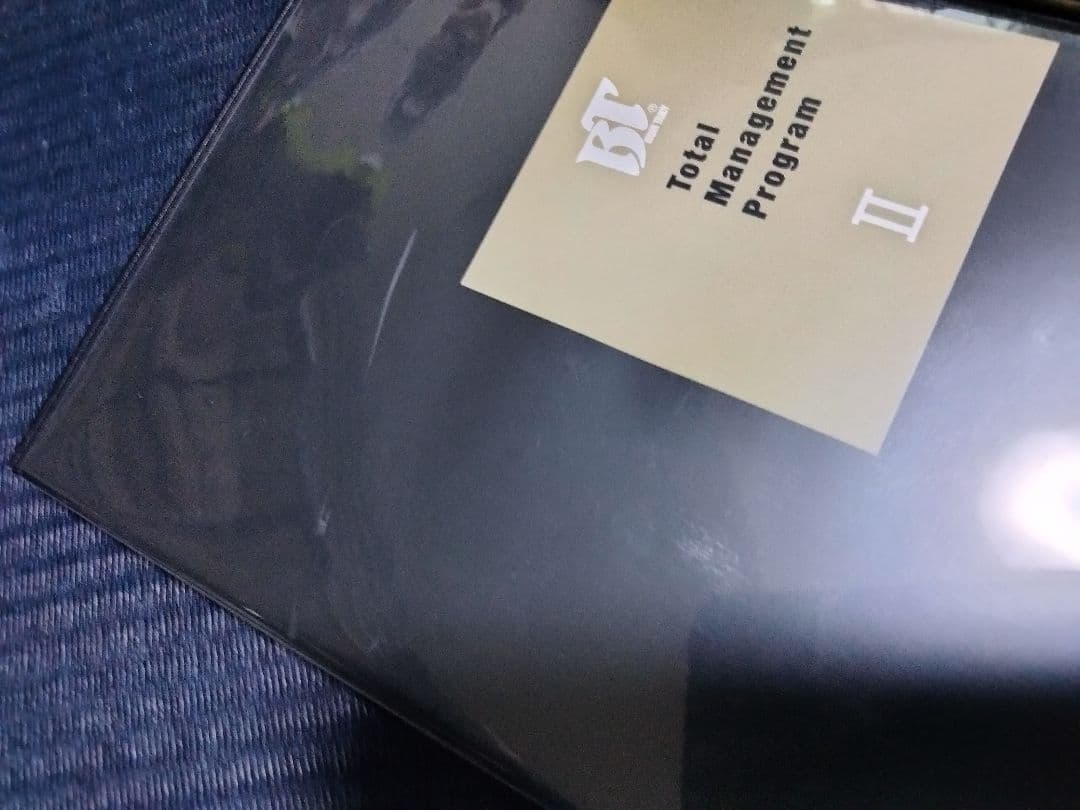 BT®
Total
Management
Program
II